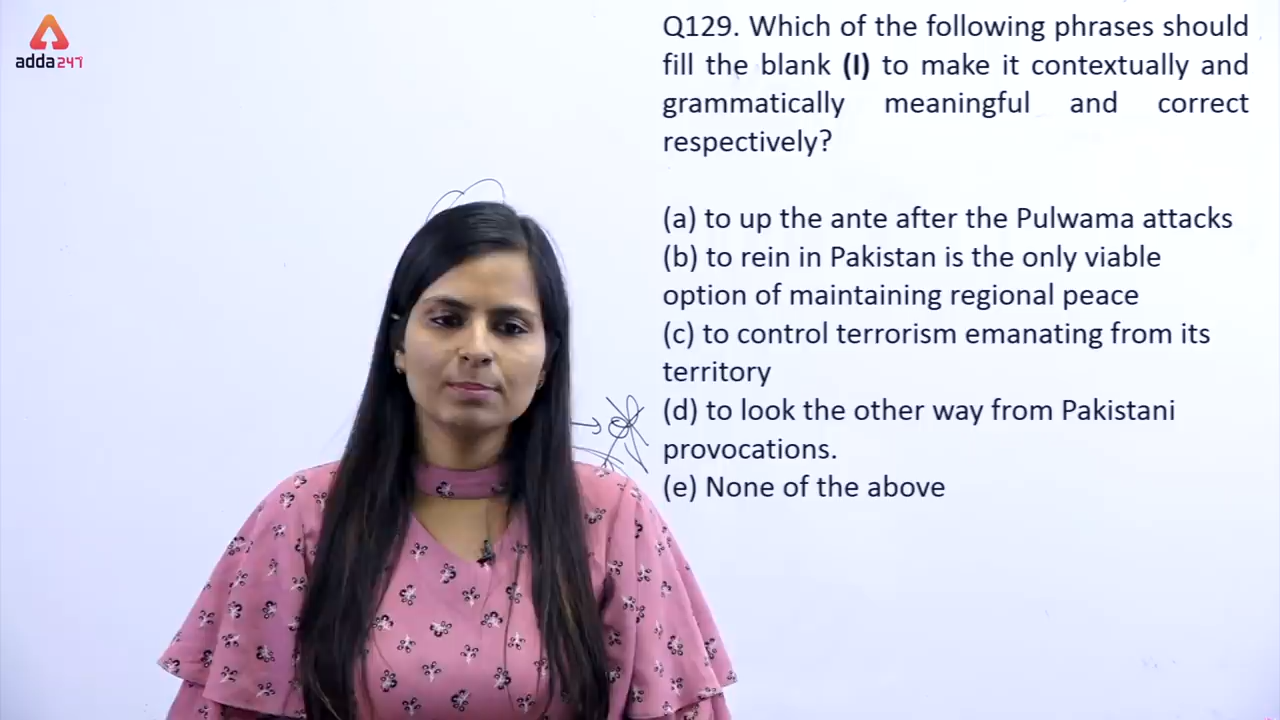 adda247
Q129. Which of the following phrases should
fill the blank (I) to make it contextually and
grammatically meaningful and correct
respectively?
(a) to up the ante after the Pulwama attacks
(b) to rein in Pakistan is the only viable
option of maintaining regional peace
(c) to control terrorism emanating from its
territory
(d) to look the other way from Pakistani
provocations.
(e) None of the above